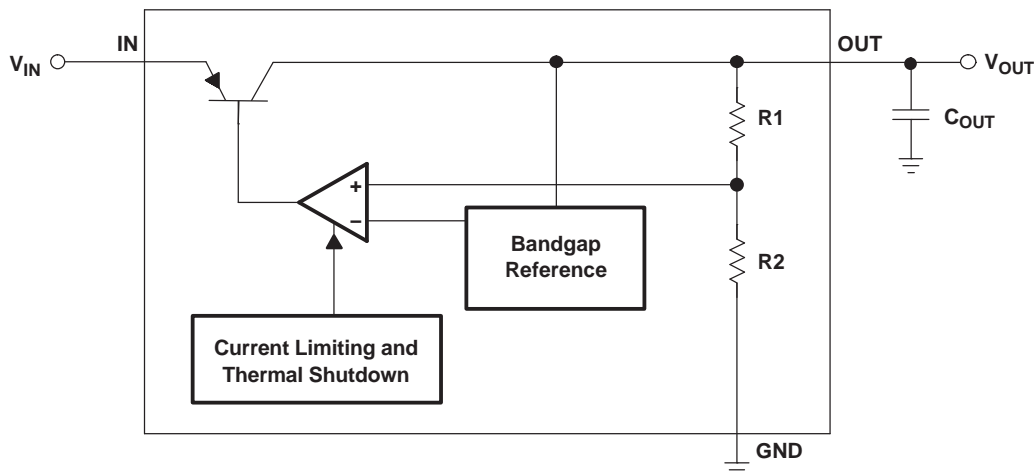 IN
OUT
V_IN
V_OUT
R1
C_OUT
+
−
Bandgap
Reference
R2
Current Limiting and
Thermal Shutdown
GND